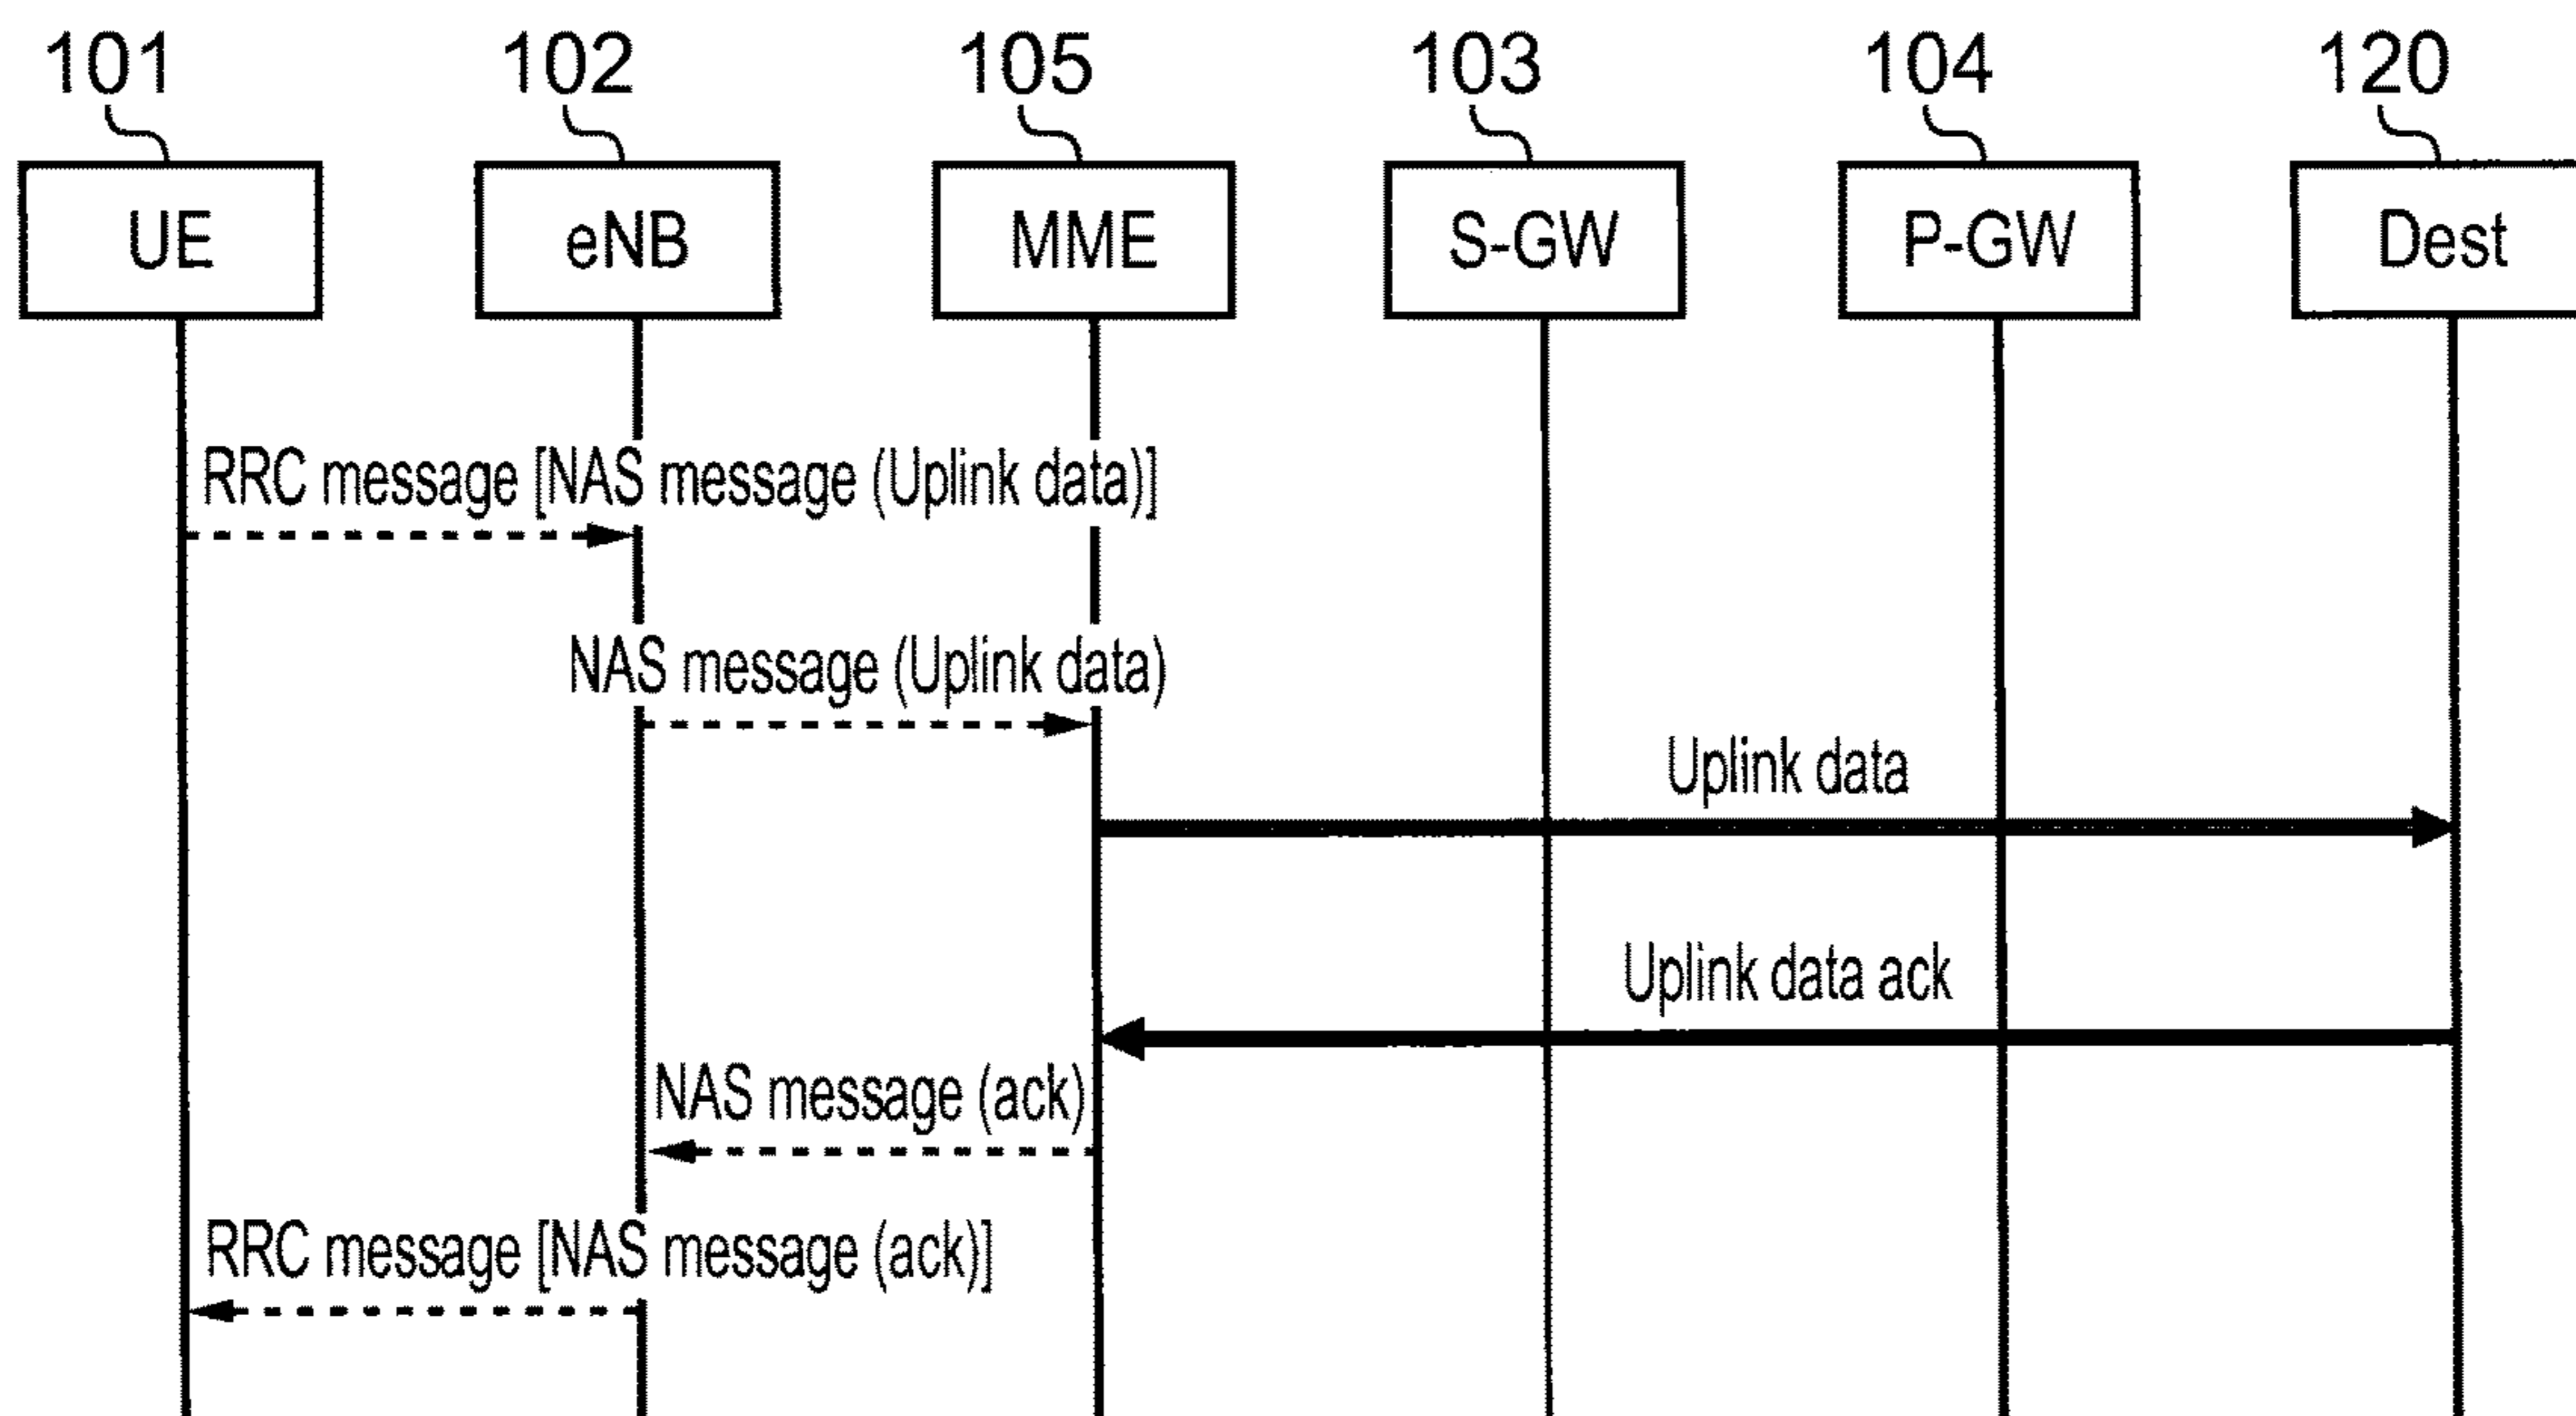 101 102 105 103 104 120
UE eNB MME S-GW P-GW Dest
RRC message [NAS message (Uplink data)]
NAS message (Uplink data)
Uplink data
Uplink data ack
NAS message (ack)
RRC message [NAS message (ack)]